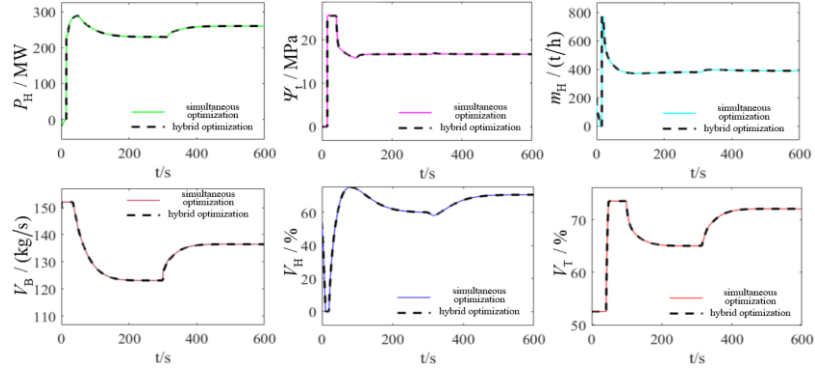 P_H / MW
300
200
100
0
0
200
400
600
t/s
simultaneous
optimization
hybrid optimization
Ψ_T / MPa
20
10
0
0
200
400
600
t/s
simultaneous
optimization
hybrid optimization
m_H / (t/h)
800
600
400
200
0
0
200
400
600
t/s
simultaneous
optimization
hybrid optimization
V_B / (kg/s)
150
140
130
120
110
0
200
400
600
t/s
simultaneous
optimization
hybrid optimization
V_H / %
60
40
20
0
0
200
400
600
t/s
simultaneous
optimization
hybrid optimization
V_T / %
70
60
50
0
200
400
600
t/s
simultaneous
optimization
hybrid optimization